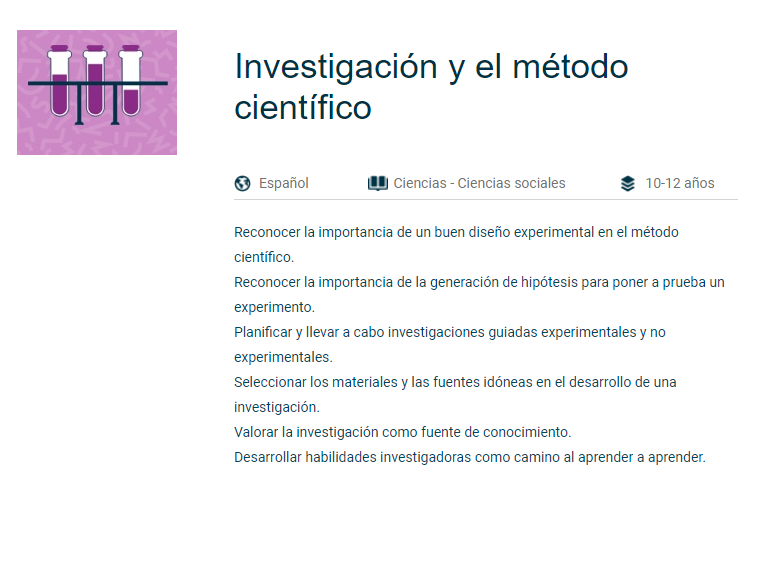 Investigación y el método
científico
Español
Ciencias - Ciencias sociales
10-12 años
Reconocer la importancia de un buen diseño experimental en el método
científico.
Reconocer la importancia de la generación de hipótesis para poner a prueba un
experimento.
Planificar y llevar a cabo investigaciones guiadas experimentales y no
experimentales.
Seleccionar los materiales y las fuentes idóneas en el desarrollo de una
investigación.
Valorar la investigación como fuente de conocimiento.
Desarrollar habilidades investigadoras como camino al aprender a aprender.